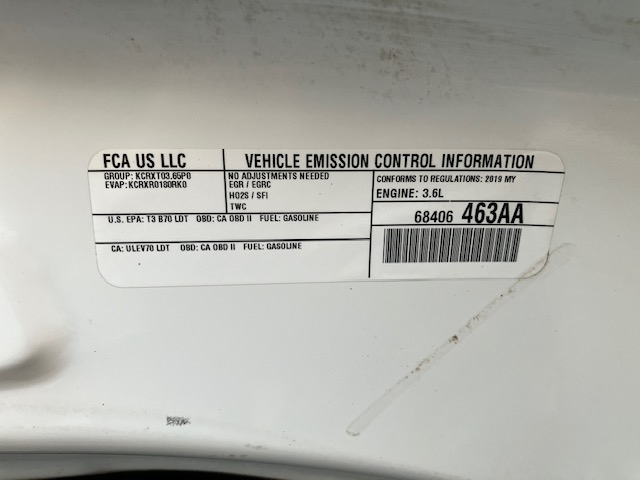 FCA US LLC
VEHICLE EMISSION CONTROL INFORMATION
GROUP: KCRXT03.65P0
EVAP: KCRXR0180RK0
NO ADJUSTMENTS NEEDED
EGR / EGRC
HO2S / SFI
TWC
CONFORMS TO REGULATIONS: 2019 MY
ENGINE: 3.6L
U.S. EPA: T3 B70 LDT OBD: CA OBD II FUEL: GASOLINE
68406 463AA
CA: ULEV70 LDT OBD: CA OBD II FUEL: GASOLINE